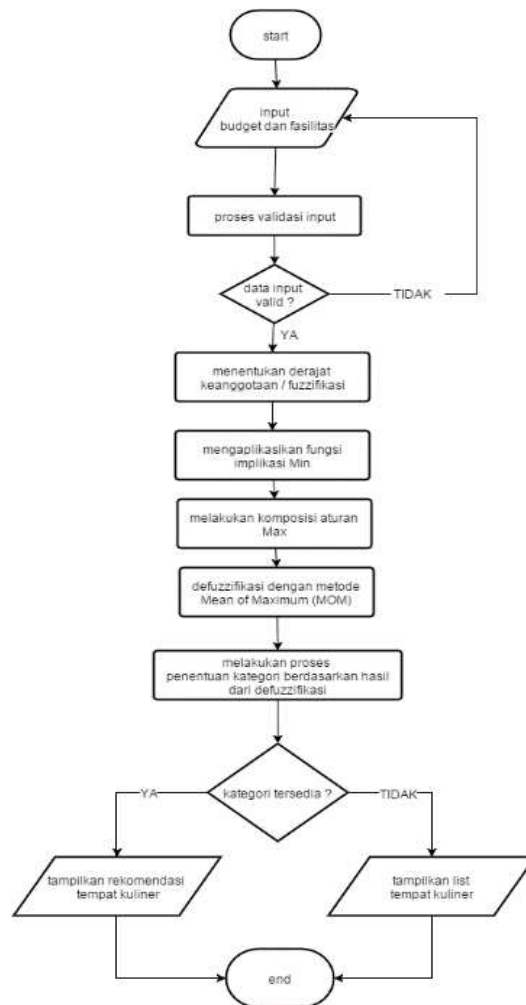 start
input
budget dan fasilitas
proses validasi input
data input
valid ?
TIDAK
YA
menentukan derajat
keanggotaan / fuzzifikasi
mengaplikasikan fungsi
implikasi Min
melakukan komposisi aturan
Max
defuzzifikasi dengan metode
Mean of Maximum (MOM)
melakukan proses
penentuan kategori berdasarkan hasil
dari defuzzifikasi
kategori tersedia ?
YA
TIDAK
tampilkan rekomendasi
tempat kuliner
tampilkan list
tempat kuliner
end